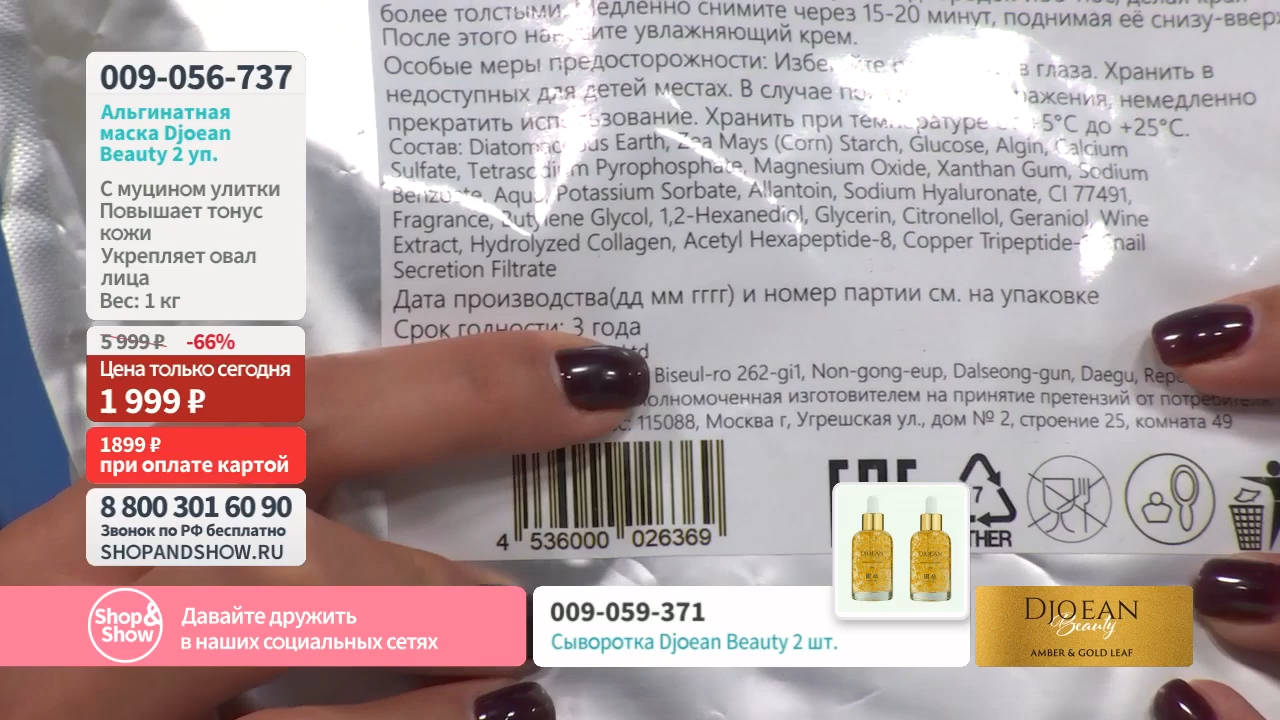 более толстыми. Медленно снимите через 15-20 минут, поднимая её снизу-вверх
После этого нанесите увлажняющий крем.
Особые меры предосторожности: глаза. Хранить в
недоступных для детей местах. В случае немедленно
прекратить использование. Хранить при температуре от +5°C до +25°C.
Состав: Diatomaceous Earth, Zea Mays (Corn) Starch, Glucose, Algin, Calcium
Sulfate, Tetrasodium Pyrophosphate, Magnesium Oxide, Xanthan Gum, Sodium
Benzoate, Aqua, Potassium Sorbate, Allantoin, Sodium Hyaluronate, CI 77491,
Fragrance, Butylene Glycol, 1,2-Hexanediol, Glycerin, Citronellol, Geraniol, Wine
Extract, Hydrolyzed Collagen, Acetyl Hexapeptide-8, Copper Tripeptide- Snail
Secretion Filtrate
Дата производства(дд мм гггг) и номер партии см. на упаковке
Срок годности: 3 года
Ltd
Biseul-ro 262-gi1, Non-gong-eup, Dalseong-gun, Daegu,
изготовителем на принятие претензий от
115088, Москва г, Угрешская ул., дом № 2, строение 25, комната 49
4 536000 026369
7
009-056-737
Альгинатная
маска Djoean
Beauty 2 уп.
С муцином улитки
Повышает тонус
кожи
Укрепляет овал
лица
Вес: 1 кг
5 999 ₽ -66%
Цена только сегодня
1 999 ₽
1899 ₽
при оплате картой
8 800 301 60 90
Звонок по РФ бесплатно
SHOPANDSHOW.RU
Shop&
Show
Давайте дружить
в наших социальных сетях
009-059-371
Сыворотка Djoean Beauty 2 шт.
DJOEAN
Beauty
AMBER & GOLD LEAF